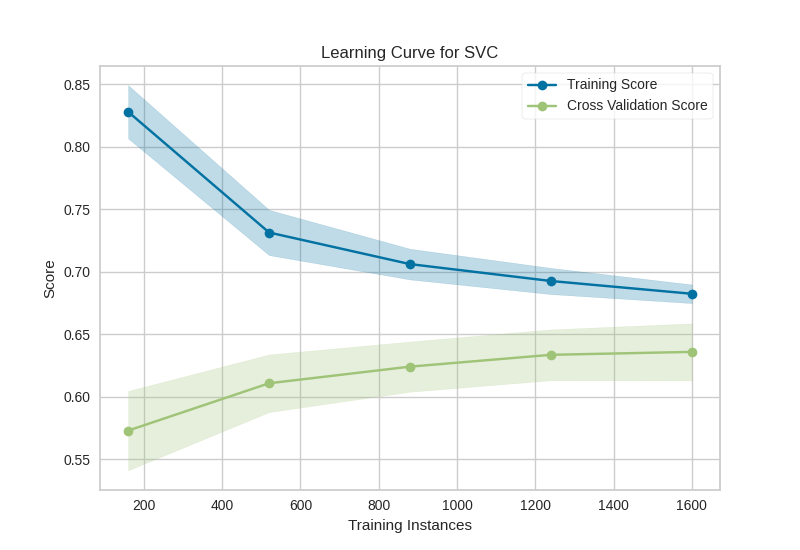 Learning Curve for SVC
Training Score
Cross Validation Score
0.85
0.80
0.75
0.70
0.65
0.60
0.55
Score
200 400 600 800 1000 1200 1400 1600
Training Instances